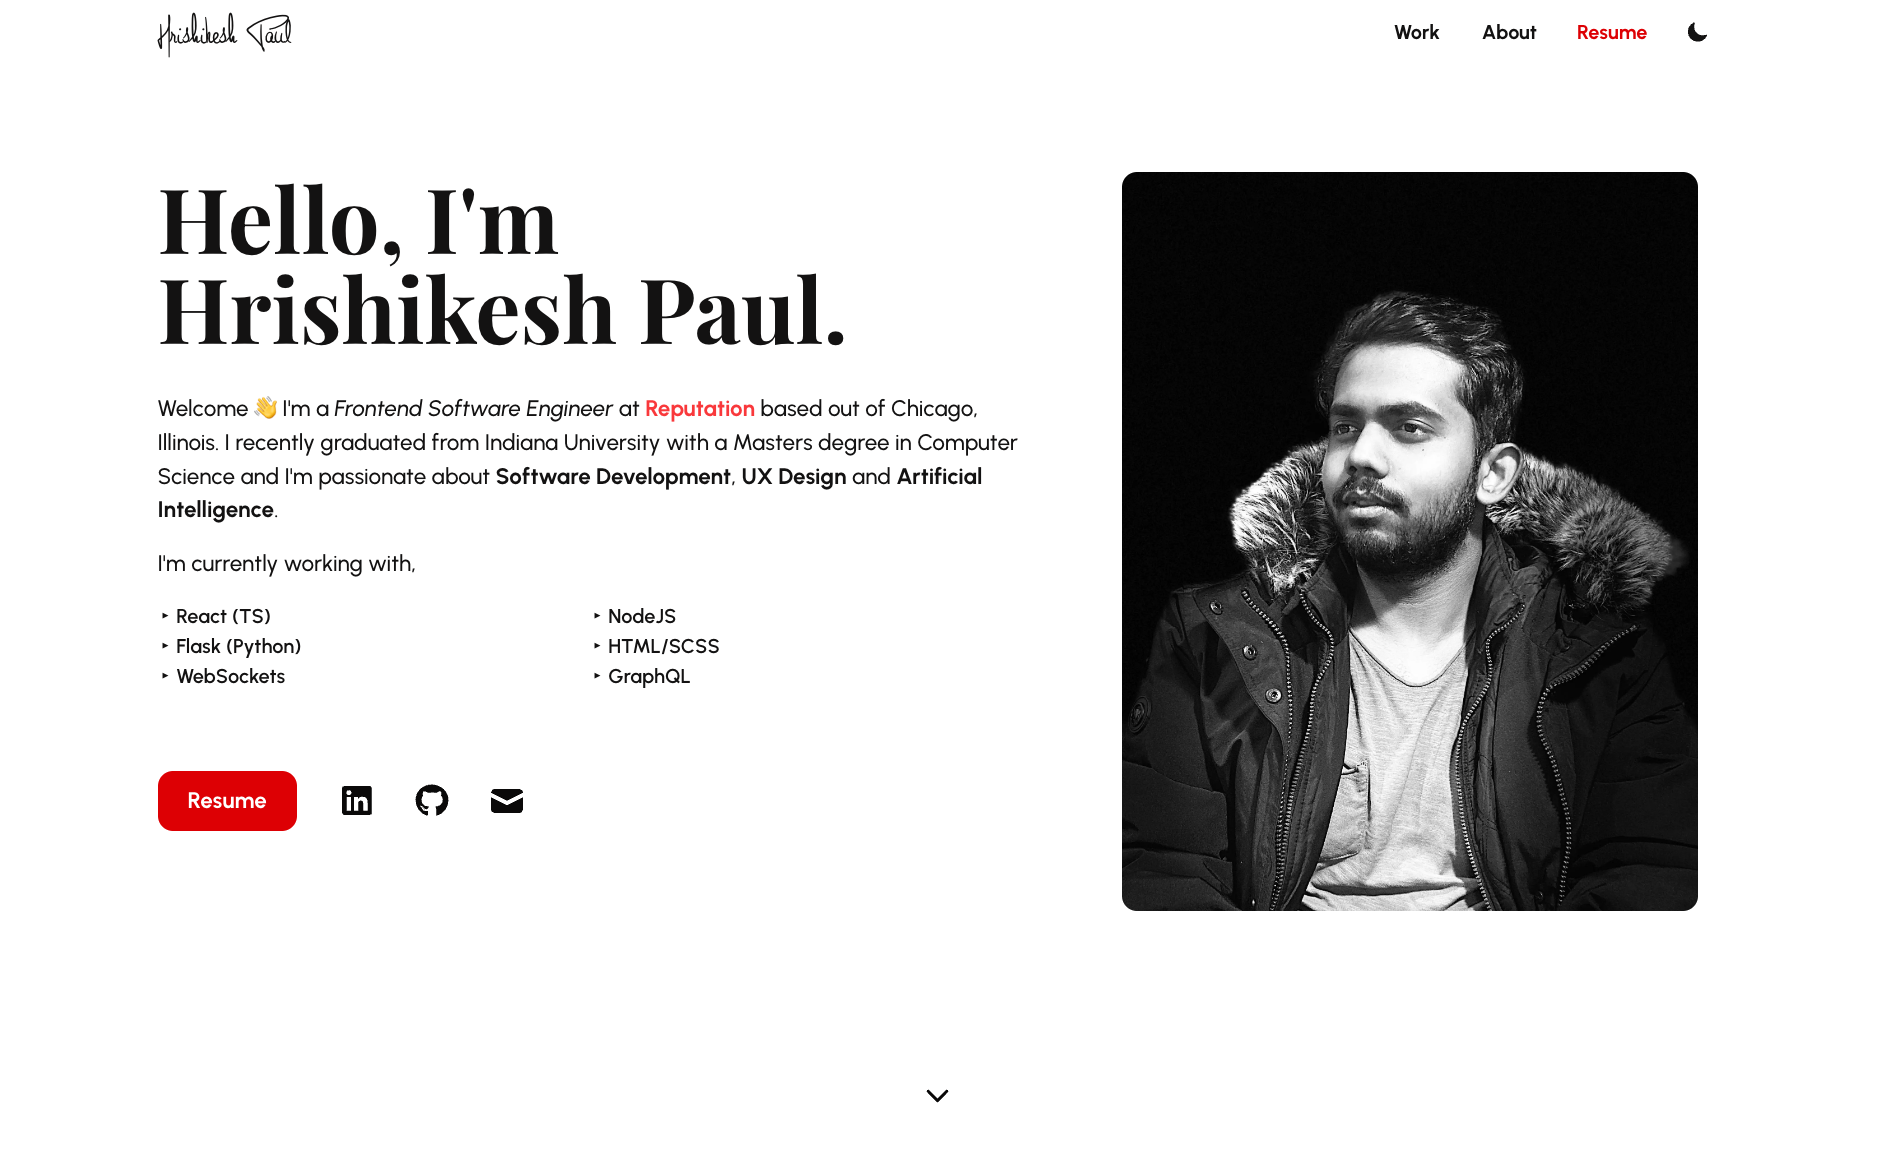 Hrishikesh Paul
Work About Resume
Hello, I'm
Hrishikesh Paul.
Welcome 👋 I'm a Frontend Software Engineer at Reputation based out of Chicago,
Illinois. I recently graduated from Indiana University with a Masters degree in Computer
Science and I'm passionate about Software Development, UX Design and Artificial
Intelligence.
I'm currently working with,
‣ React (TS)
‣ Flask (Python)
‣ WebSockets
‣ NodeJS
‣ HTML/SCSS
‣ GraphQL
Resume
in